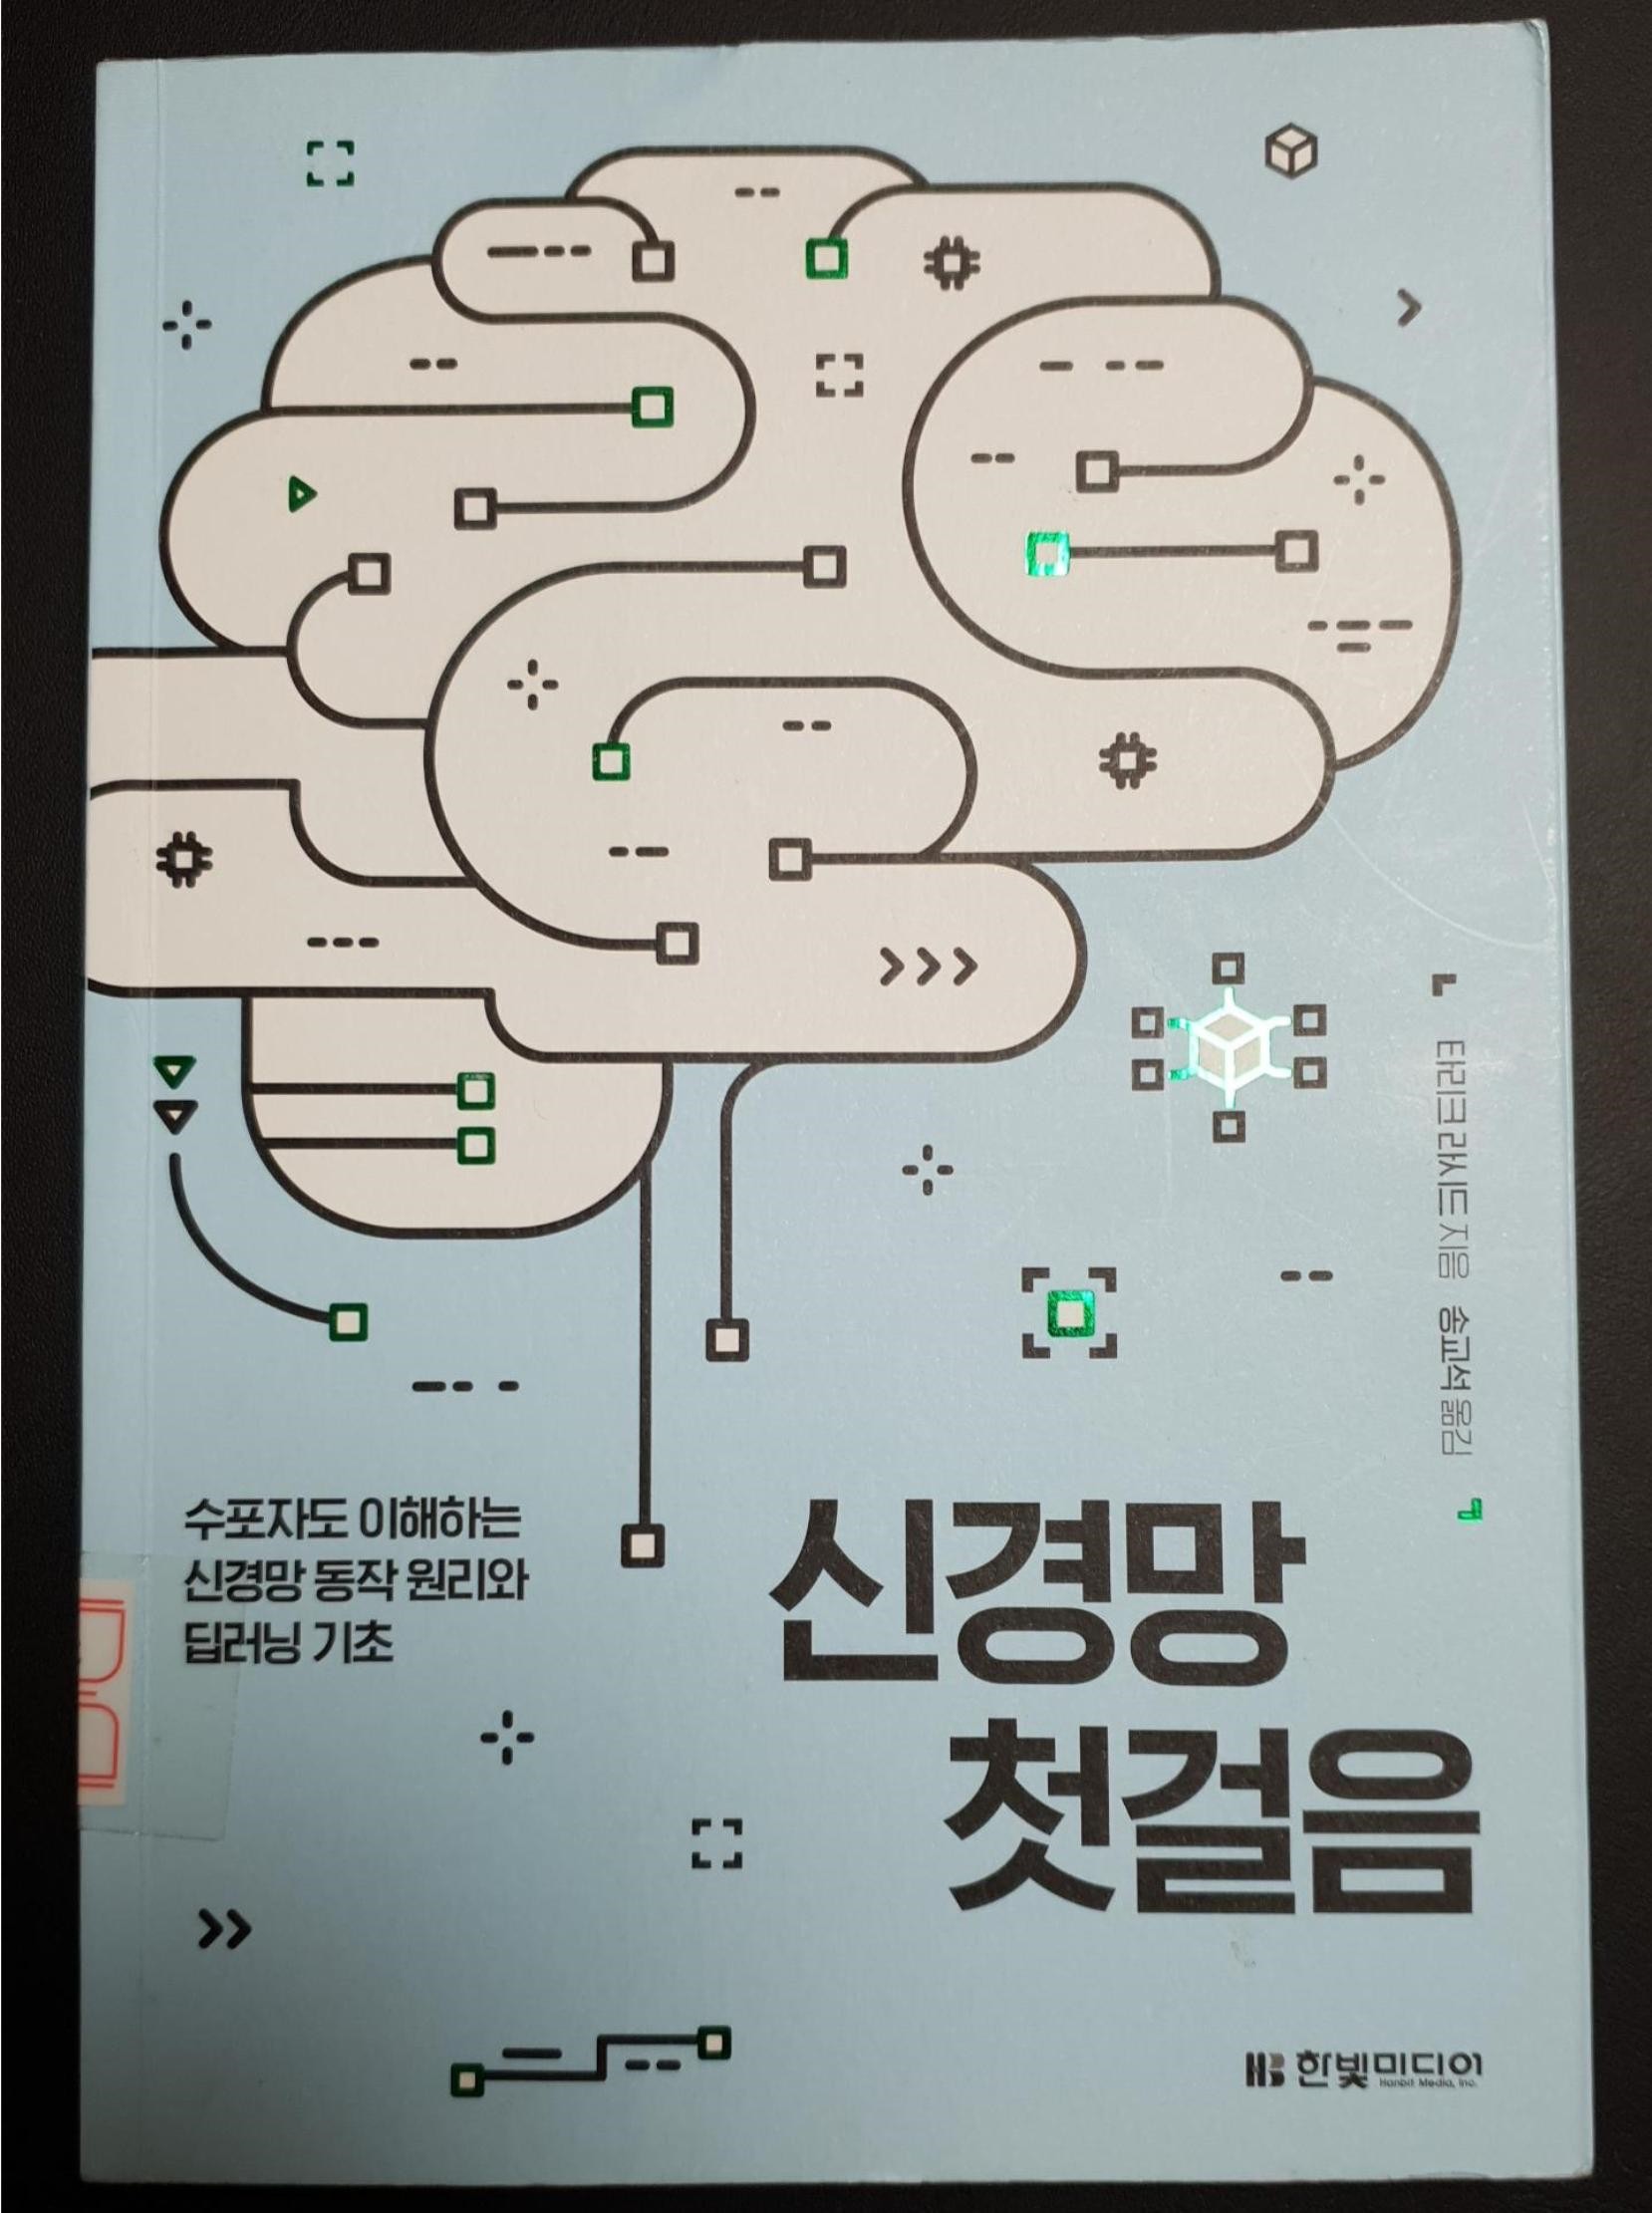 타리크 라시드 지음 송교석 옮김
수포자도 이해하는
신경망 동작 원리와
딥러닝 기초
신경망
첫걸음
HB 한빛미디어
Hanbit Media, Inc.